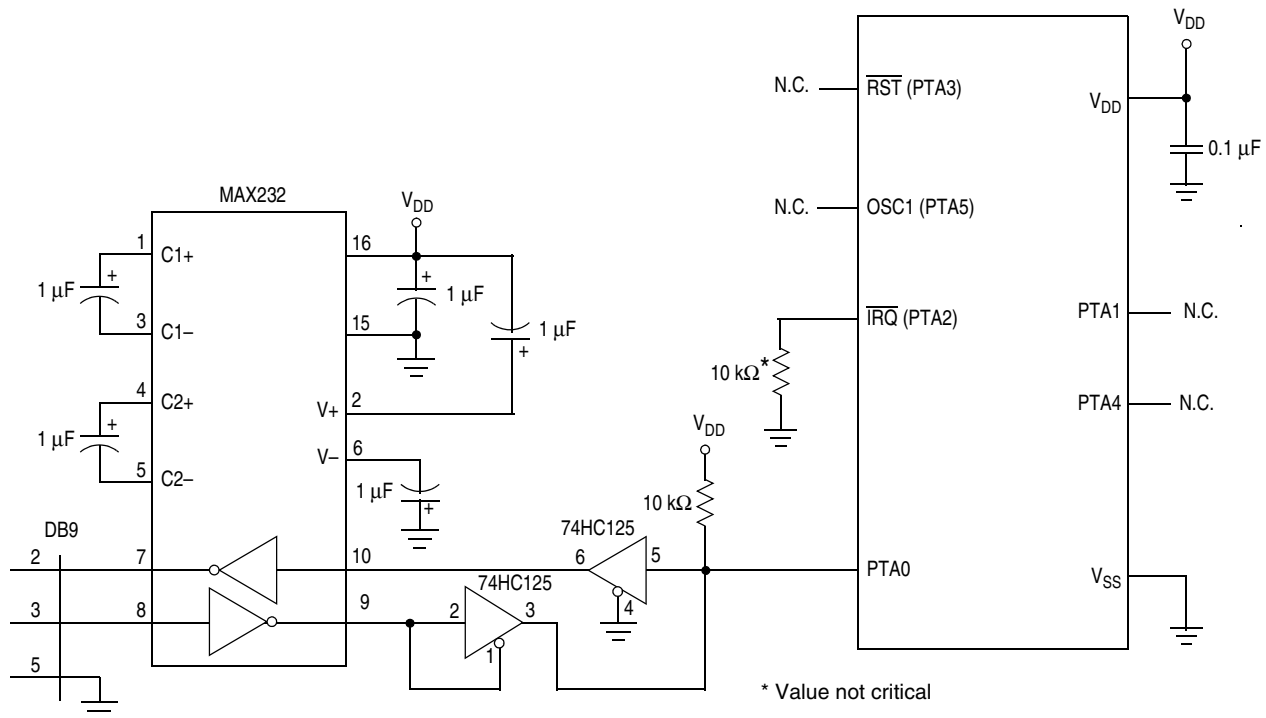 V_DD
N.C.
RST (PTA3)
V_DD
0.1 µF
MAX232
V_DD
N.C.
OSC1 (PTA5)
1
C1+
16
+
1 µF
+
1 µF
1 µF
+
3
C1–
15
IRQ (PTA2)
PTA1
N.C.
10 kΩ*
4
C2+
V+
2
PTA4
N.C.
+
1 µF
V_DD
V–
6
5
C2–
1 µF
+
10 kΩ
DB9
74HC125
2
7
10
6
5
PTA0
V_SS
4
74HC125
3
8
9
2
3
1
5
* Value not critical